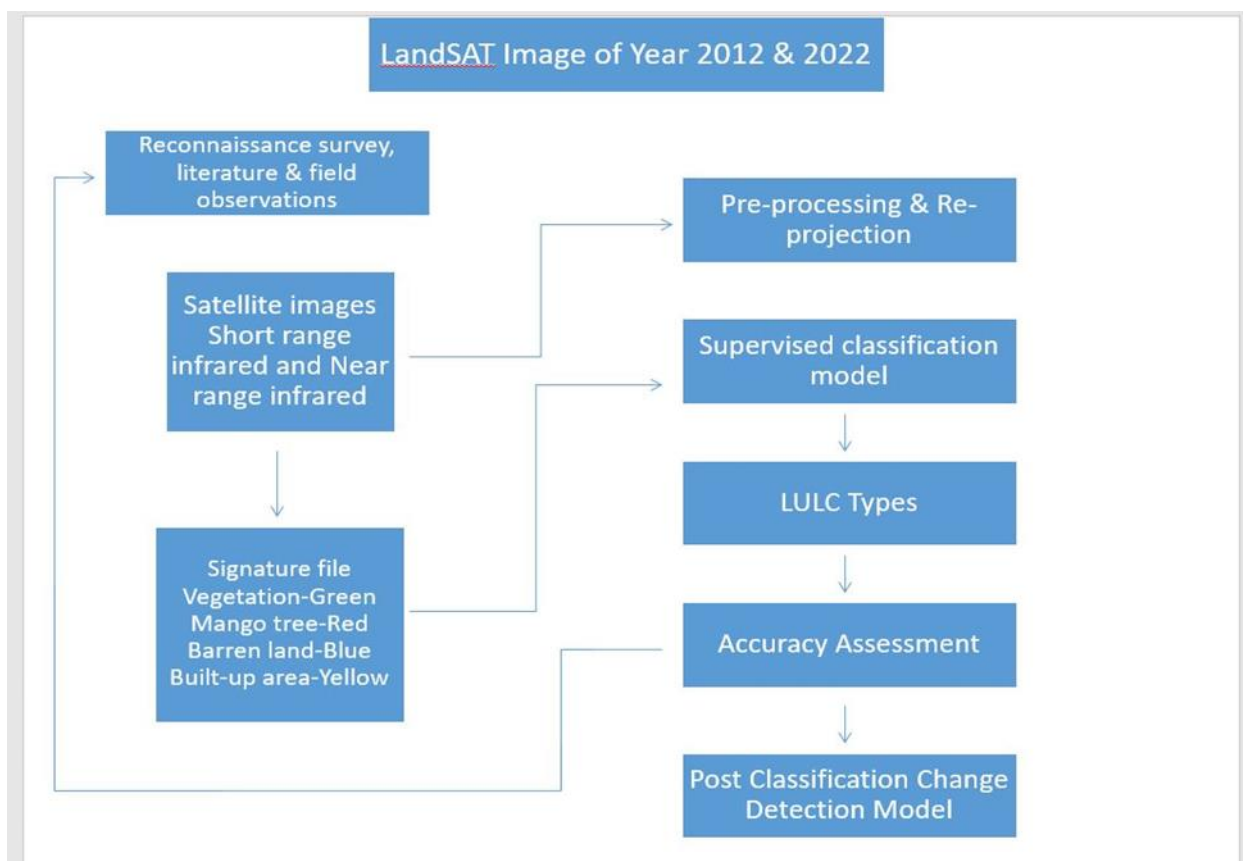 LandSAT Image of Year 2012 & 2022
Reconnaissance survey,
literature & field
observations
Pre-processing & Re-
projection
Satellite images
Short range
infrared and Near
range infrared
Supervised classification
model
LULC Types
Signature file
Vegetation-Green
Mango tree-Red
Barren land-Blue
Built-up area-Yellow
Accuracy Assessment
Post Classification Change
Detection Model